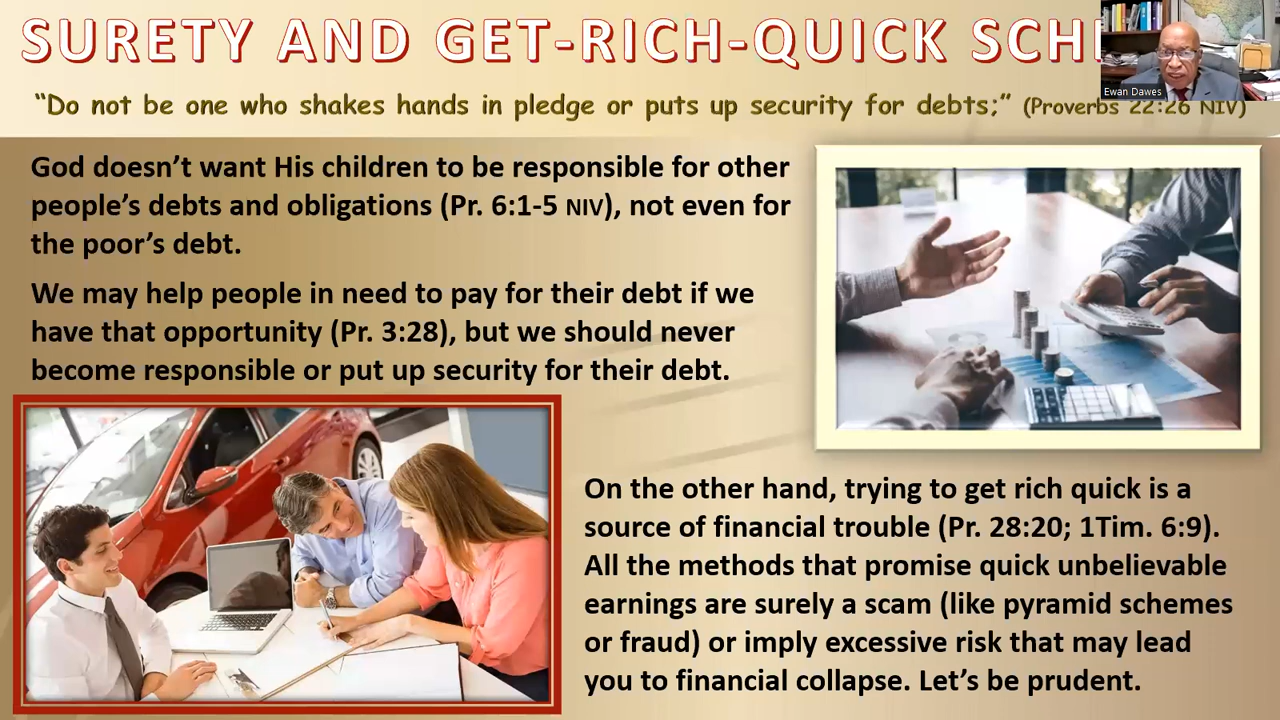 SURETY AND GET-RICH-QUICK
“Do not be one who shakes hands in pledge or puts up security for debts;” (Proverbs 22:26 NIV)
Ewan Dawes
God doesn’t want His children to be responsible for other
people’s debts and obligations (Pr. 6:1-5 NIV), not even for
the poor’s debt.
We may help people in need to pay for their debt if we
have that opportunity (Pr. 3:28), but we should never
become responsible or put up security for their debt.
On the other hand, trying to get rich quick is a
source of financial trouble (Pr. 28:20; 1Tim. 6:9).
All the methods that promise quick unbelievable
earnings are surely a scam (like pyramid schemes
or fraud) or imply excessive risk that may lead
you to financial collapse. Let’s be prudent.